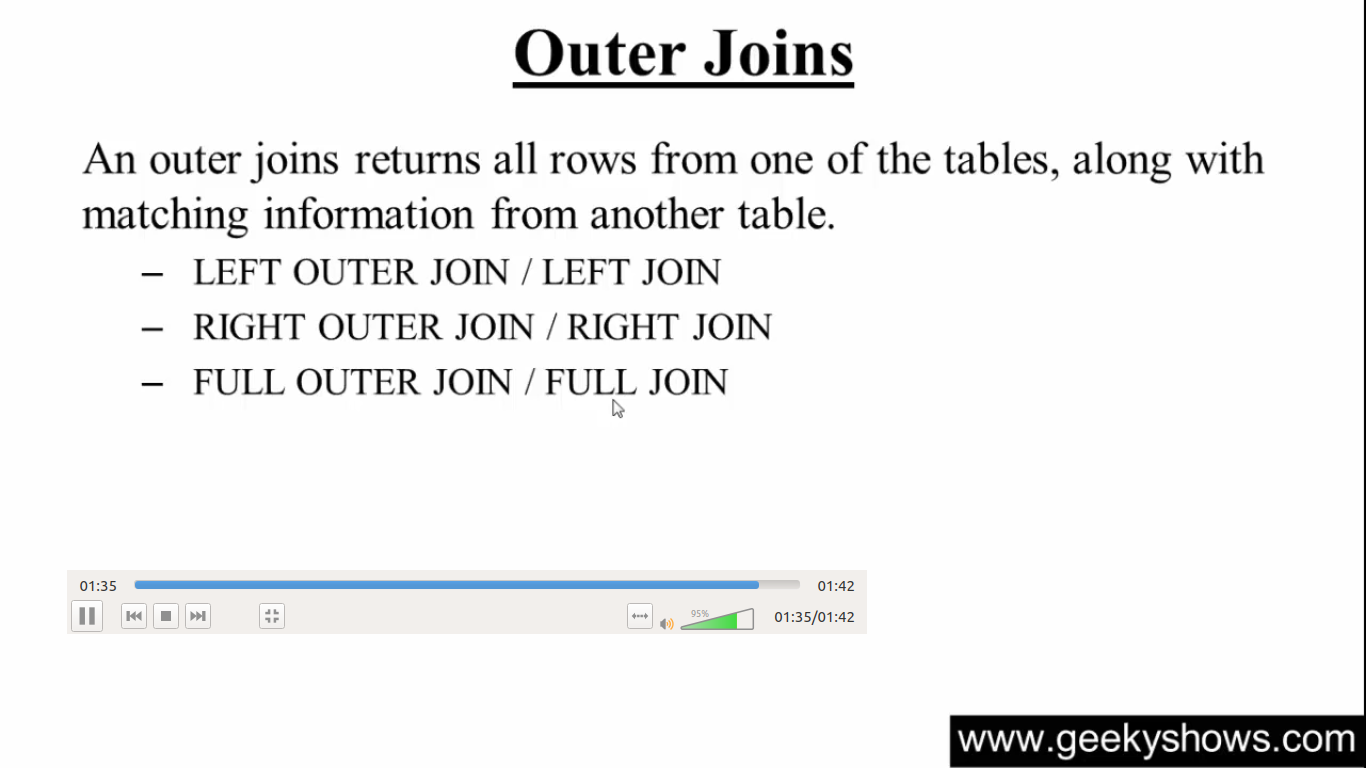 Outer Joins
An outer joins returns all rows from one of the tables, along with
matching information from another table.
– LEFT OUTER JOIN / LEFT JOIN
– RIGHT OUTER JOIN / RIGHT JOIN
– FULL OUTER JOIN / FULL JOIN
01:35 01:42
95% 01:35/01:42
www.geekyshows.com